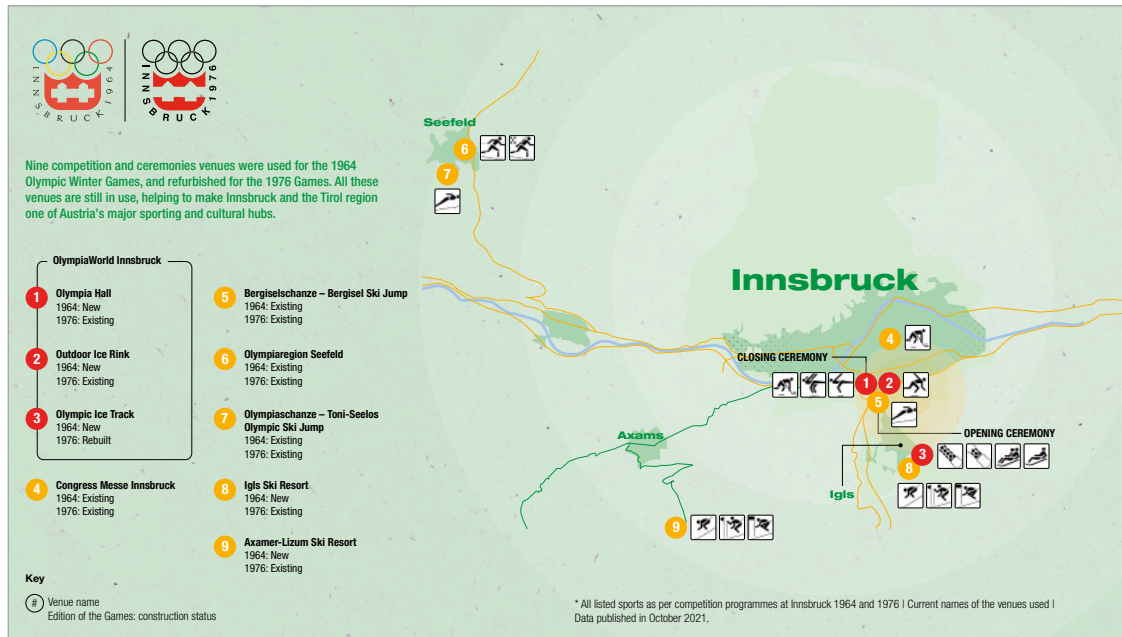 INNSBRUCK 1964
INNSBRUCK 1976
Nine competition and ceremonies venues were used for the 1964
Olympic Winter Games, and refurbished for the 1976 Games. All these
venues are still in use, helping to make Innsbruck and the Tirol region
one of Austria's major sporting and cultural hubs.
OlympiaWorld Innsbruck
1 Olympia Hall
1964: New
1976: Existing
2 Outdoor Ice Rink
1964: New
1976: Existing
3 Olympic Ice Track
1964: New
1976: Rebuilt
4 Congress Messe Innsbruck
1964: Existing
1976: Existing
5 Bergiselschanze – Bergisel Ski Jump
1964: Existing
1976: Existing
6 Olympiaregion Seefeld
1964: Existing
1976: Existing
7 Olympiaschanze – Toni-Seelos
Olympic Ski Jump
1964: Existing
1976: Existing
8 Igls Ski Resort
1964: New
1976: Existing
9 Axamer-Lizum Ski Resort
1964: New
1976: Existing
Key
# Venue name
Edition of the Games: construction status
Seefeld
6
7
Innsbruck
4
CLOSING CEREMONY
1
2
5
OPENING CEREMONY
Axams
3
8
Igls
9
* All listed sports as per competition programmes at Innsbruck 1964 and 1976 | Current names of the venues used |
Data published in October 2021.